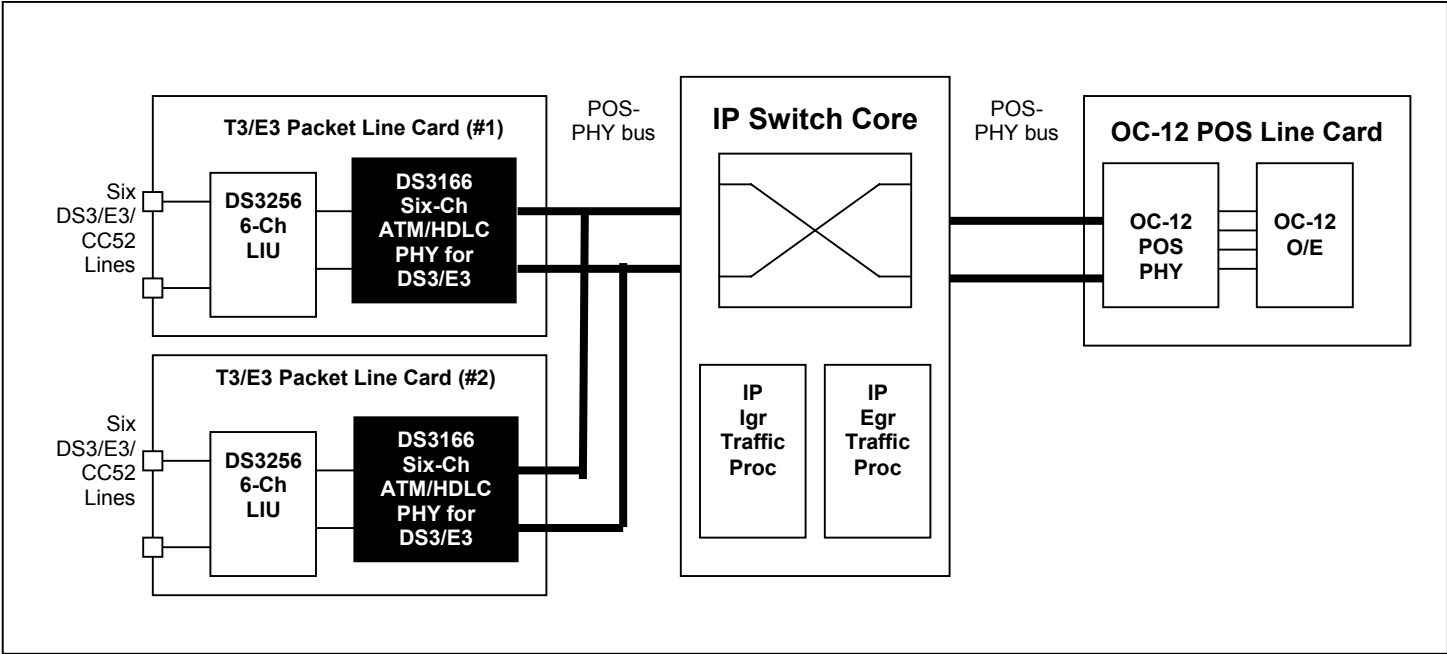 T3/E3 Packet Line Card (#1)
Six
DS3/E3/
CC52
Lines
DS3256
6-Ch
LIU
DS3166
Six-Ch
ATM/HDLC
PHY for
DS3/E3
T3/E3 Packet Line Card (#2)
Six
DS3/E3/
CC52
Lines
DS3256
6-Ch
LIU
DS3166
Six-Ch
ATM/HDLC
PHY for
DS3/E3
POS-
PHY bus
IP Switch Core
IP
Igr
Traffic
Proc
IP
Egr
Traffic
Proc
POS-
PHY bus
OC-12 POS Line Card
OC-12
POS
PHY
OC-12
O/E